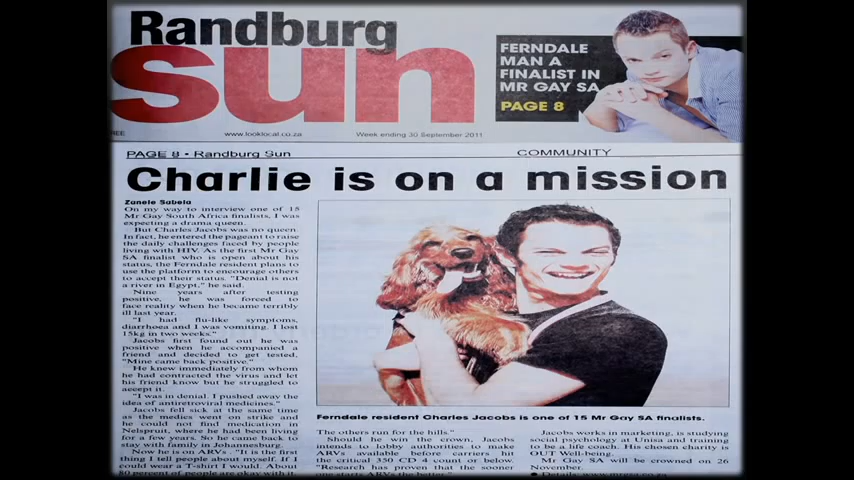 Randburg
sun
FERNDALE
MAN A
FINALIST IN
MR GAY SA
PAGE 8
REE
www.looklocal.co.za
Week ending 30 September 2011
PAGE 8 • Randburg Sun
COMMUNITY
Charlie is on a mission
Zanele Sabela
On my way to interview one of 15
Mr Gay South Africa finalists, I was
expecting a drama queen.
But Charles Jacobs was no queen.
In fact, he entered the pageant to raise
the daily challenges faced by people
living with HIV. As the first Mr Gay
SA finalist who is open about his
status, the Ferndale resident plans to
use the platform to encourage others
to accept their status. "Denial is not
a river in Egypt," he said.
Nine years after testing
positive, he was forced to
face reality when he became terribly
ill last year.
"I had flu-like symptoms,
diarrhoea and I was vomiting. I lost
15kg in two weeks."
Jacobs first found out he was
positive when he accompanied a
friend and decided to get tested.
"Mine came back positive."
He knew immediately from whom
he had contracted the virus and let
his friend know but he struggled to
accept it.
"I was in denial. I pushed away the
idea of antiretroviral medicines."
Jacobs fell sick at the same time
as the medics went on strike and
he could not find medication in
Nelspruit, where he had been living
for a few years. So he came back to
stay with family in Johannesburg.
Now he is on ARVs . "It is the first
thing I tell people about myself. If I
could wear a T-shirt I would. About
80 percent of people are okay with it.
Ferndale resident Charles Jacobs is one of 15 Mr Gay SA finalists.
The others run for the hills."
Should he win the crown, Jacobs
intends to lobby authorities to make
ARVs available before carriers hit
the critical 350 CD 4 count or below.
"Research has proven that the sooner
one starts ARVs the better."
Jacobs works in marketing, is studying
social psychology at Unisa and training
to be a life coach. His chosen charity is
OUT Well-being.
Mr Gay SA will be crowned on 26
November.